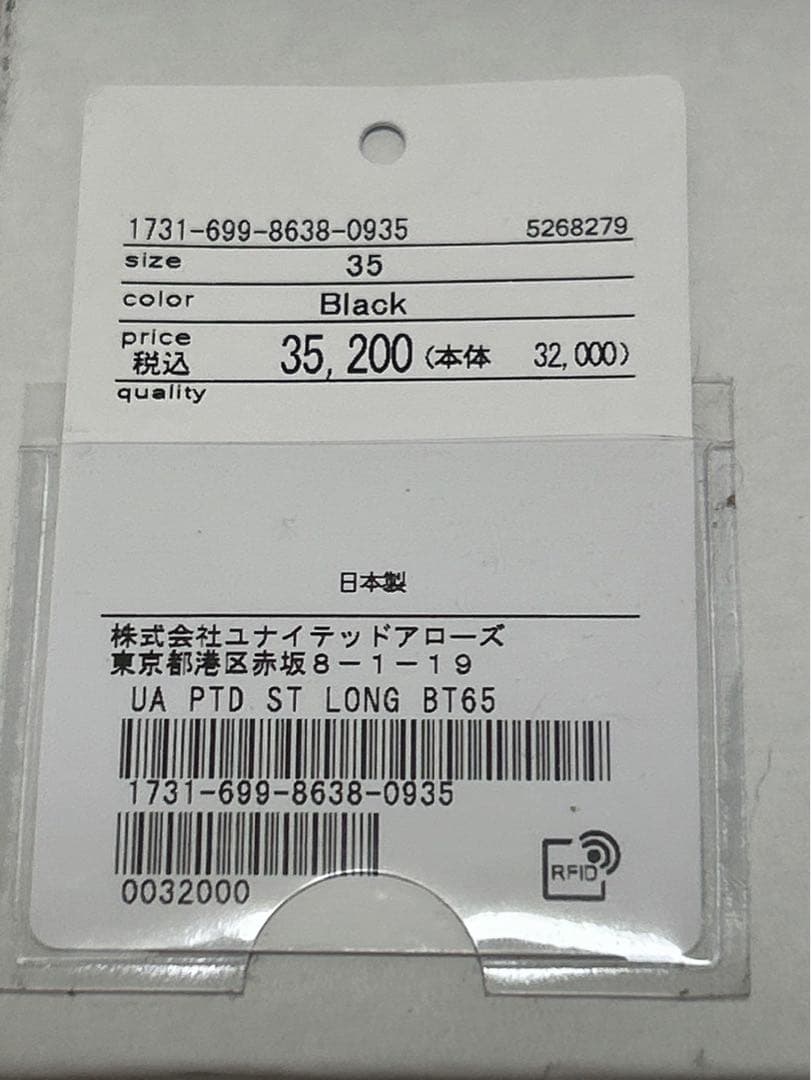 1731-699-8638-0935 5268279
size 35
color Black
price
税込 35,200 (本体 32,000)
quality
日本製
株式会社ユナイテッドアローズ
東京都港区赤坂８－１－１９
UA PTD ST LONG BT65
1731-699-8638-0935
0032000
RFID